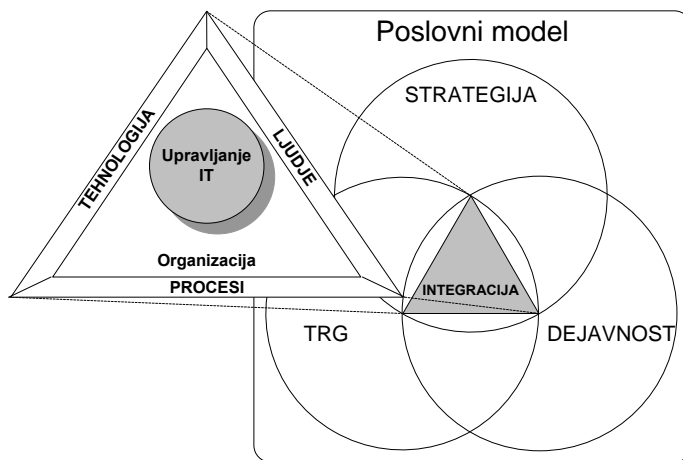 Poslovni model
STRATEGIJA
TEHNOLOGIJA
LJUDJE
Upravljanje
IT
Organizacija
PROCESI
INTEGRACIJA
TRG
DEJAVNOST